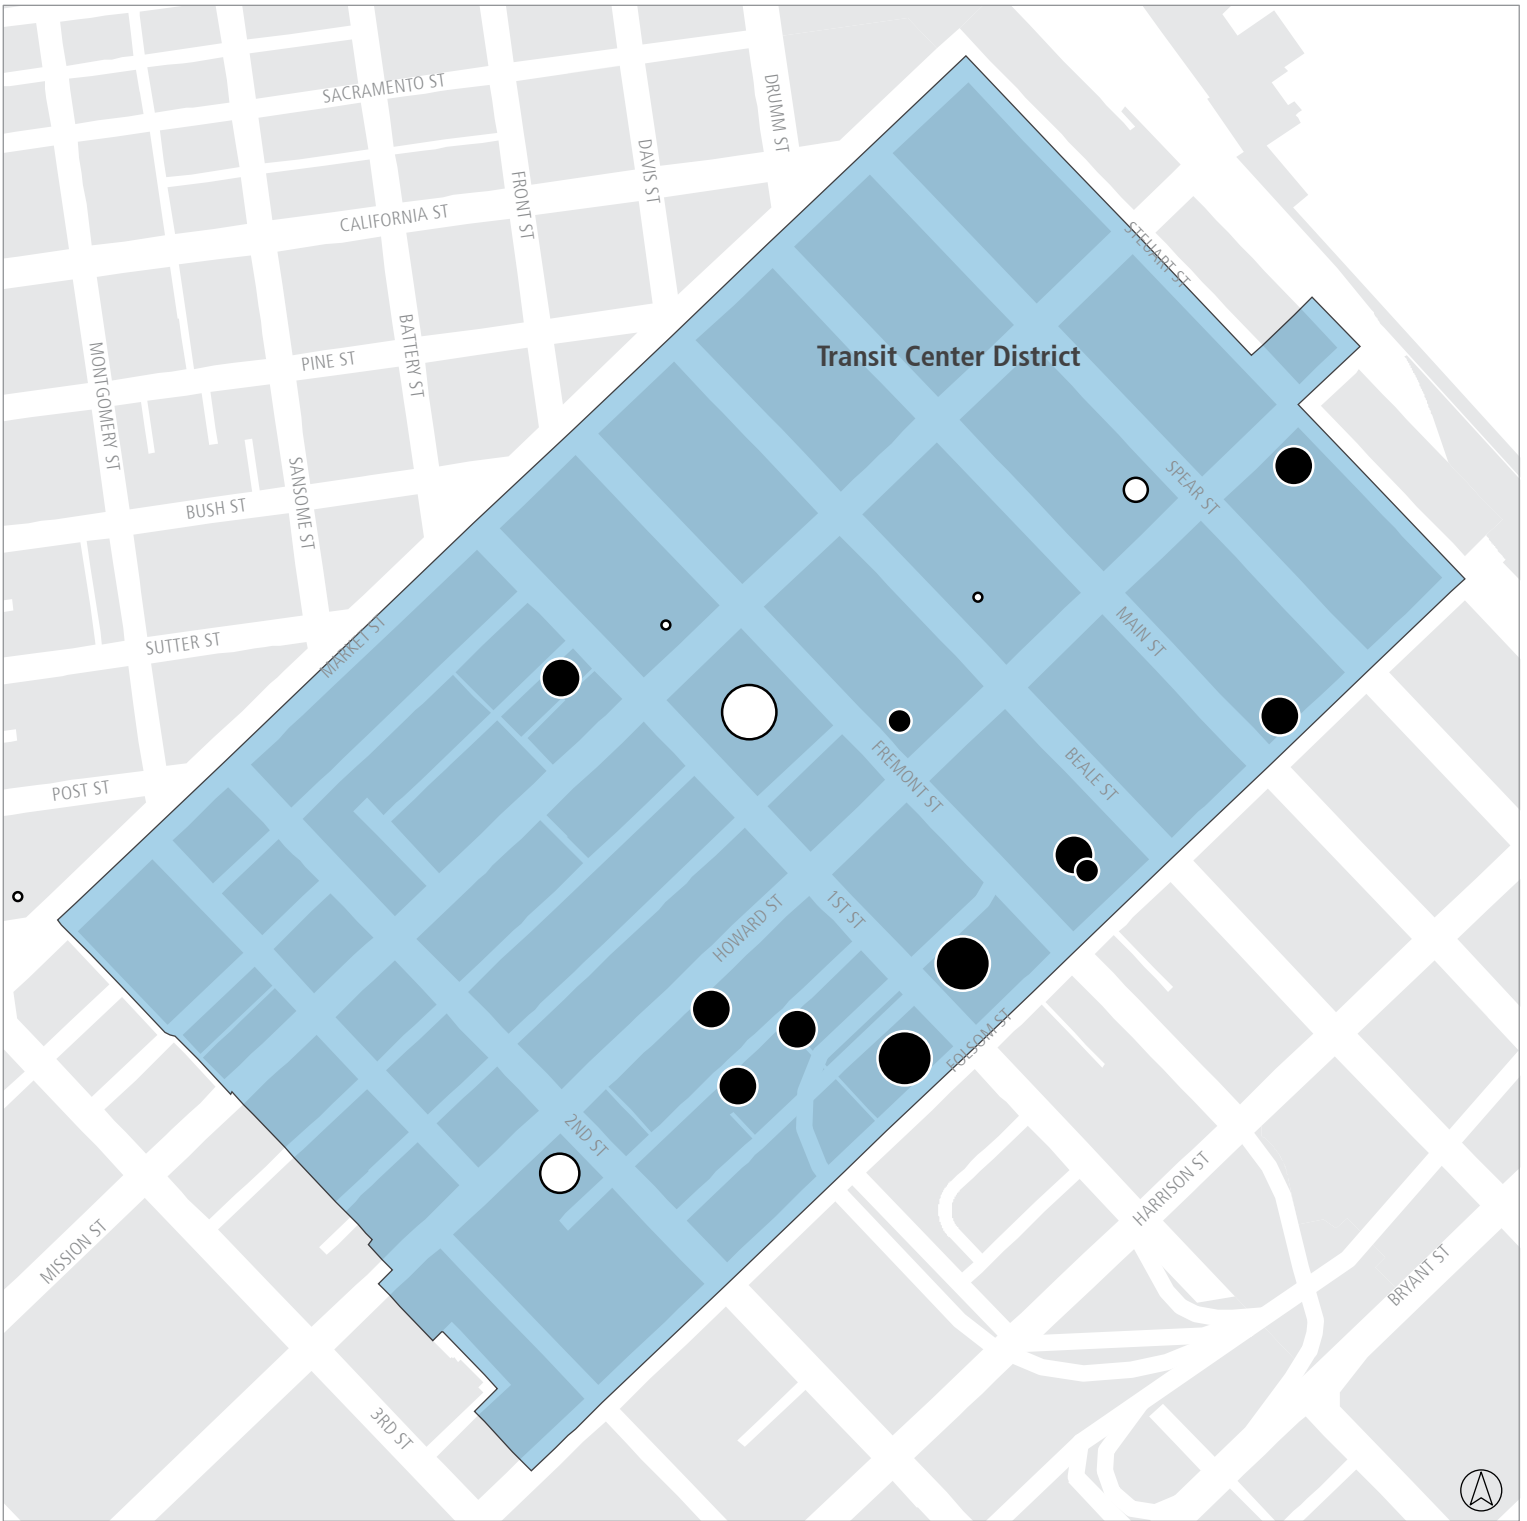 SACRAMENTO ST
DRUMM ST
DAVIS ST
FRONT ST
CALIFORNIA ST
STEUART ST
BATTERY ST
MONTGOMERY ST
PINE ST
Transit Center District
SANSOME ST
SPEAR ST
BUSH ST
MARKET ST
MAIN ST
SUTTER ST
FREMONT ST
BEALE ST
POST ST
HOWARD ST
1ST ST
FOLSOM ST
2ND ST
HARRISON ST
MISSION ST
BRYANT ST
3RD ST